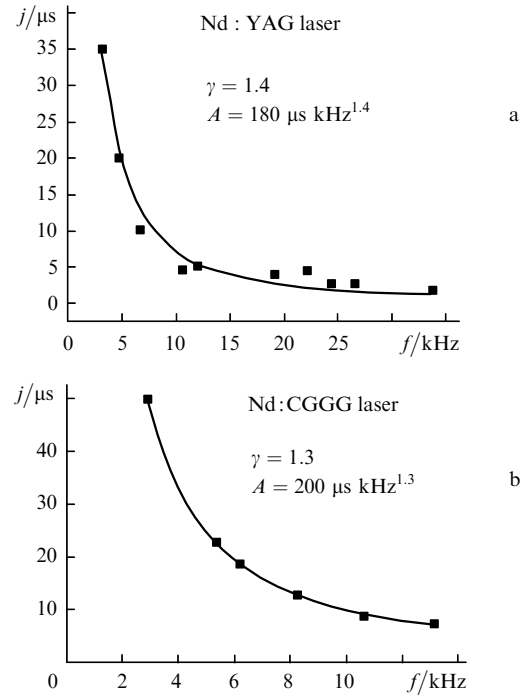 j/μs
Nd : YAG laser
35
30
γ = 1.4
25
A = 180 μs kHz^1.4
a
20
15
10
5
0
0 5 10 15 20 25 f/kHz
j/μs
Nd : CGGG laser
40
γ = 1.3
A = 200 μs kHz^1.3
b
30
20
10
0 2 4 6 8 10 f/kHz